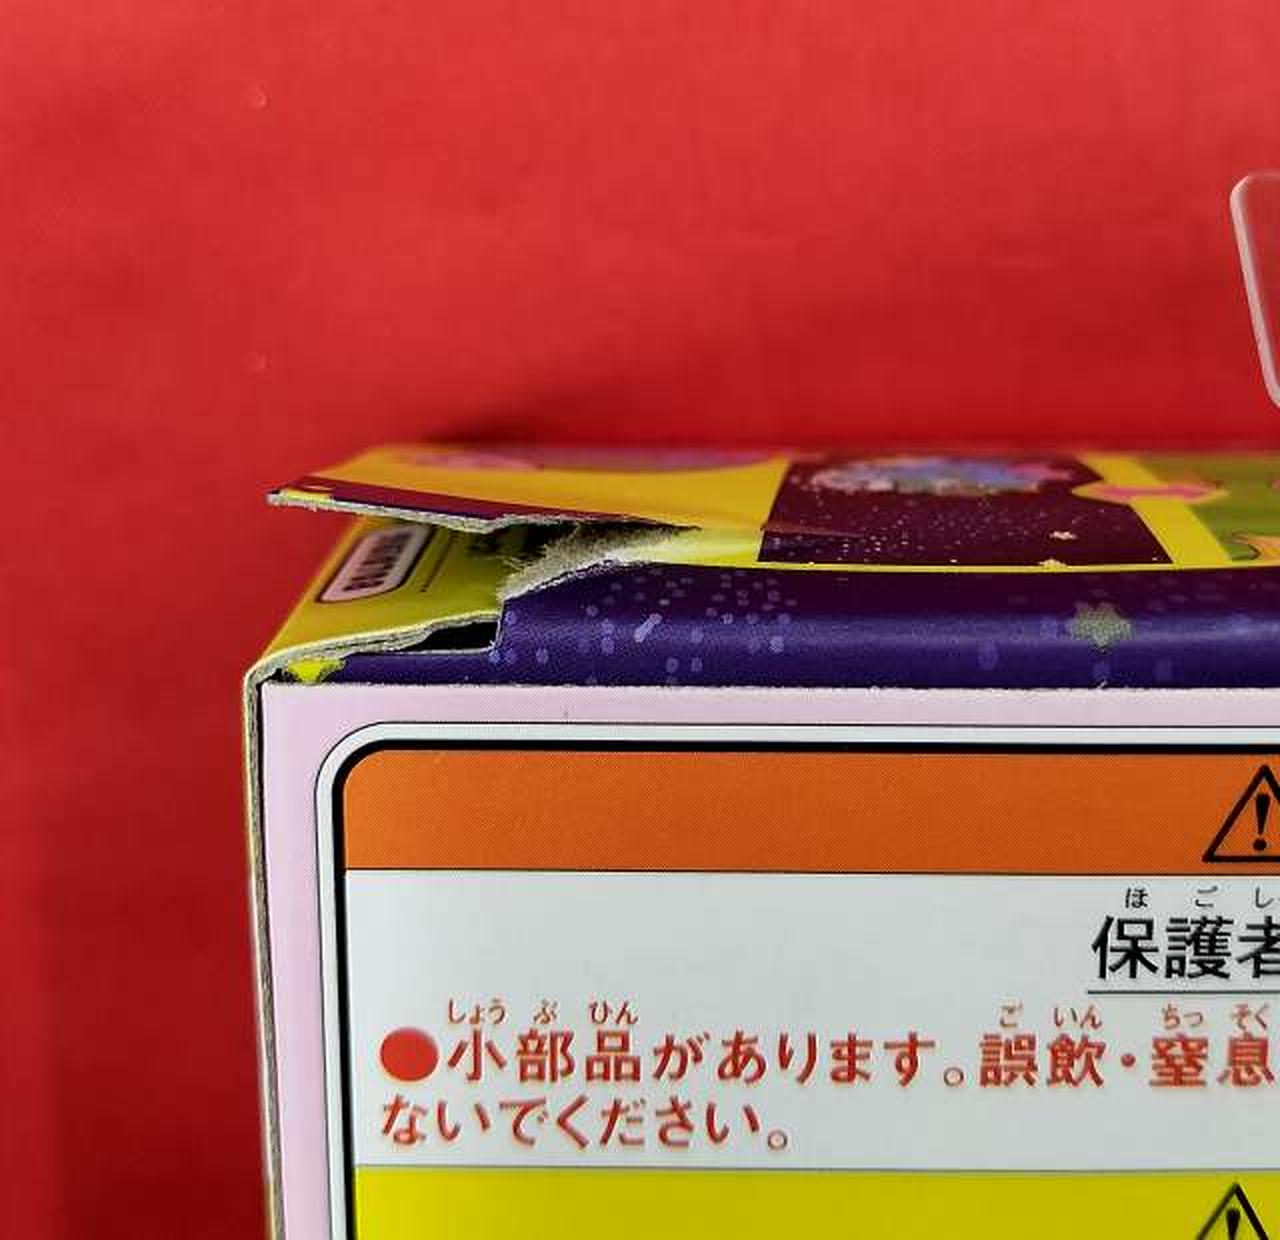 ほ ご し
保護者
しょう ぶ ひん ご いん ちっ そく
●小部品があります。誤飲・窒息
ないでください。